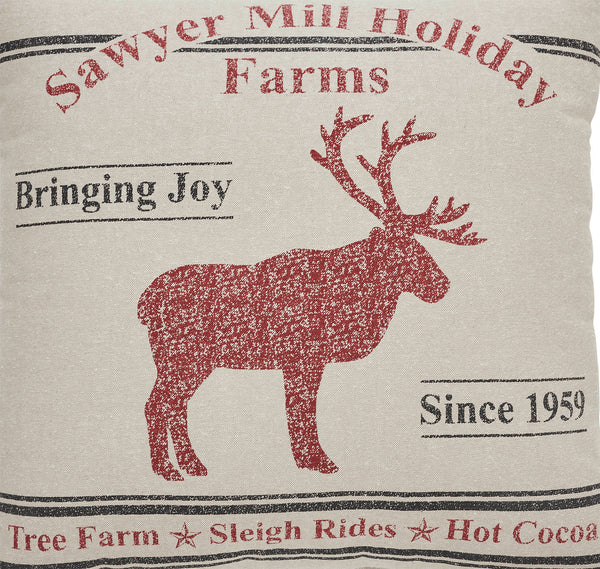 Sawyer Mill Holiday
Farms
Bringing Joy
Since 1959
Tree Farm ★ Sleigh Rides ★ Hot Cocoa